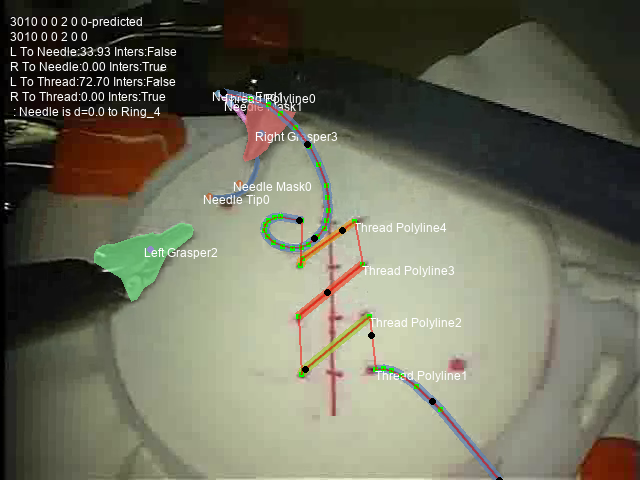 3010 0 0 2 0 0-predicted
3010 0 0 2 0 0
L To Needle:33.93 Inters:False
R To Needle:0.00 Inters:True
L To Thread:72.70 Inters:False
R To Thread:0.00 Inters:True
: Needle is d=0.0 to Ring_4
Thread Polyline0
Needle Mask1
Right Grasper3
Needle Mask0
Needle Tip0
Thread Polyline4
Left Grasper2
Thread Polyline3
Thread Polyline2
Thread Polyline1